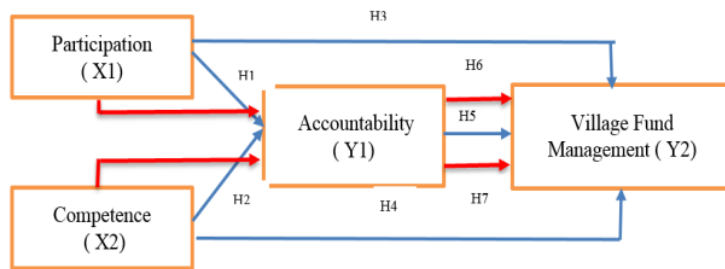 H3
Participation
( X1)
H1
H6
Accountability
( Y1)
H5
Village Fund
Management ( Y2)
H2
H4
H7
Competence
( X2)